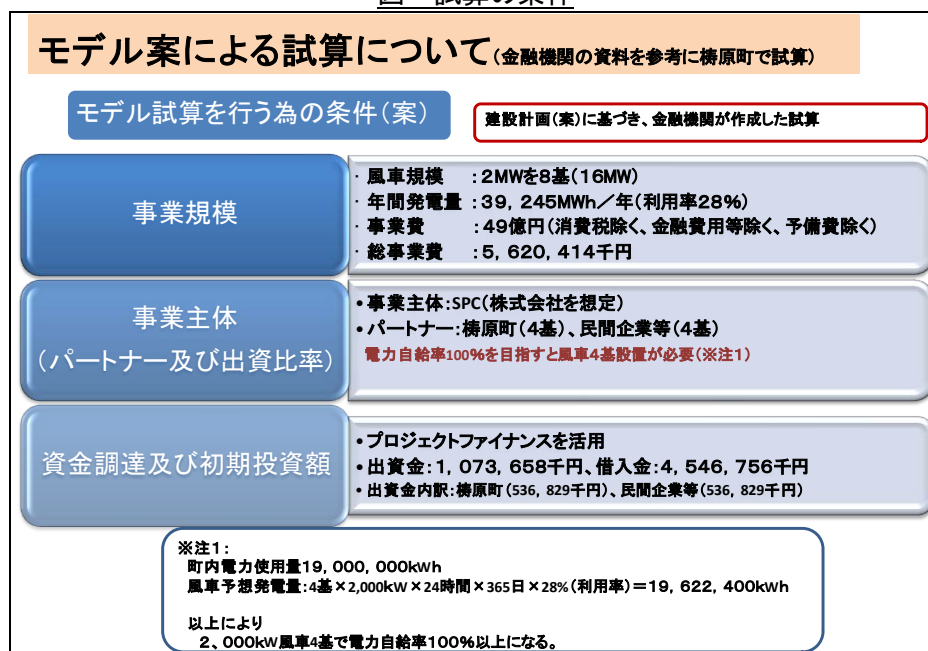 図 試算の条件
モデル案による試算について(金融機関の資料を参考に梼原町で試算)
モデル試算を行う為の条件(案)
建設計画(案)に基づき、金融機関が作成した試算
事業規模
・風車規模 :2MWを8基(16MW)
・年間発電量 :39,245MWh/年(利用率28%)
・事業費 :49億円(消費税除く、金融費用等除く、予備費除く)
・総事業費 :5,620,414千円
事業主体
(パートナー及び出資比率)
•事業主体:SPC(株式会社を想定)
•パートナー:梼原町(4基)、民間企業等(4基)
電力自給率100%を目指すと風車4基設置が必要(※注1)
資金調達及び初期投資額
•プロジェクトファイナンスを活用
•出資金:1,073,658千円、借入金:4,546,756千円
•出資金内訳:梼原町(536,829千円)、民間企業等(536,829千円)
※注1:
町内電力使用量19,000,000kWh
風車予想発電量:4基×2,000kW×24時間×365日×28%(利用率)=19,622,400kWh
以上により
2、000kW風車4基で電力自給率100%以上になる。